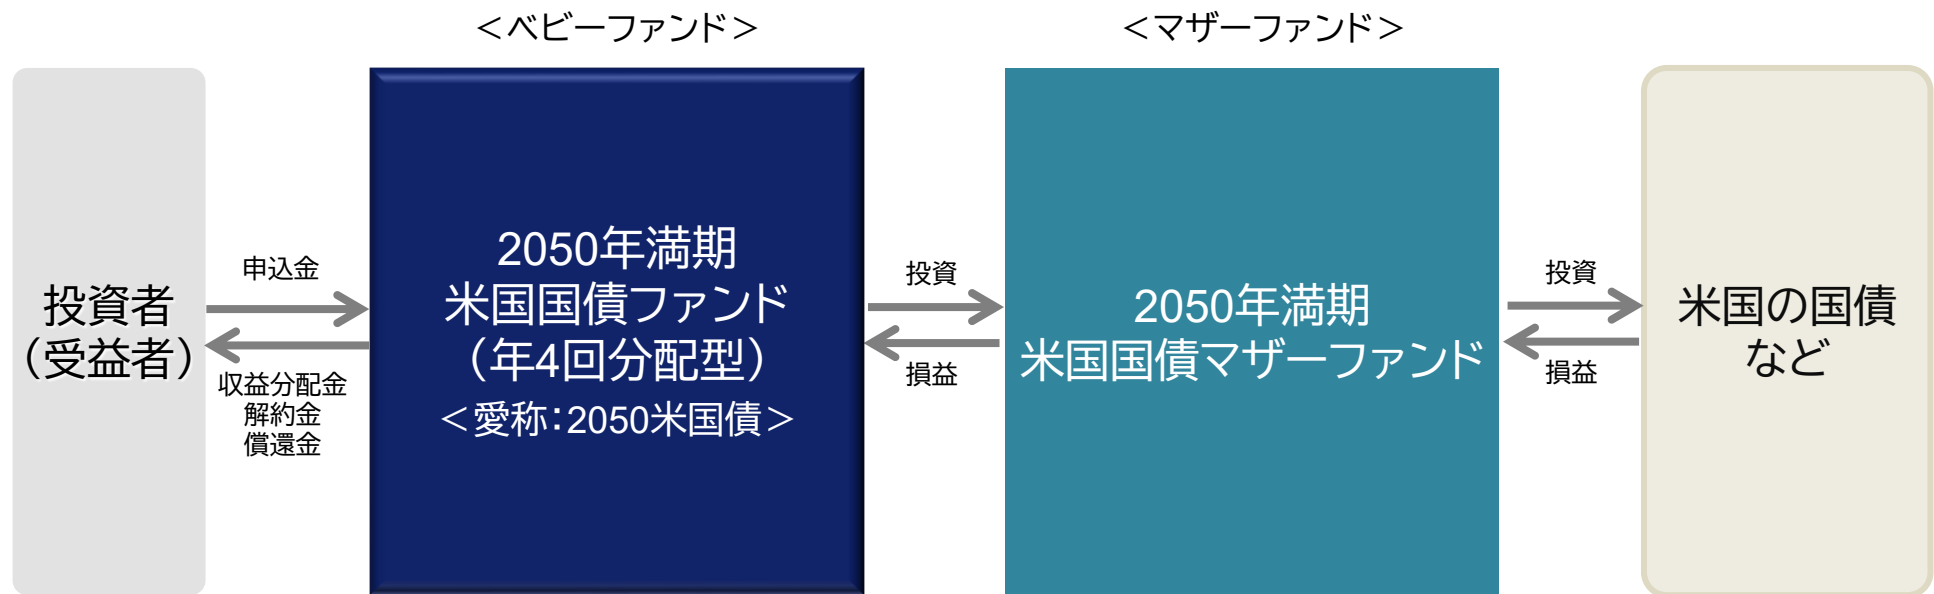 ＜ベビーファンド＞
＜マザーファンド＞
投資者
（受益者）
申込金
収益分配金
解約金
償還金
2050年満期
米国国債ファンド
（年4回分配型）
＜愛称：2050米国債＞
投資
損益
2050年満期
米国国債マザーファンド
投資
損益
米国の国債
など